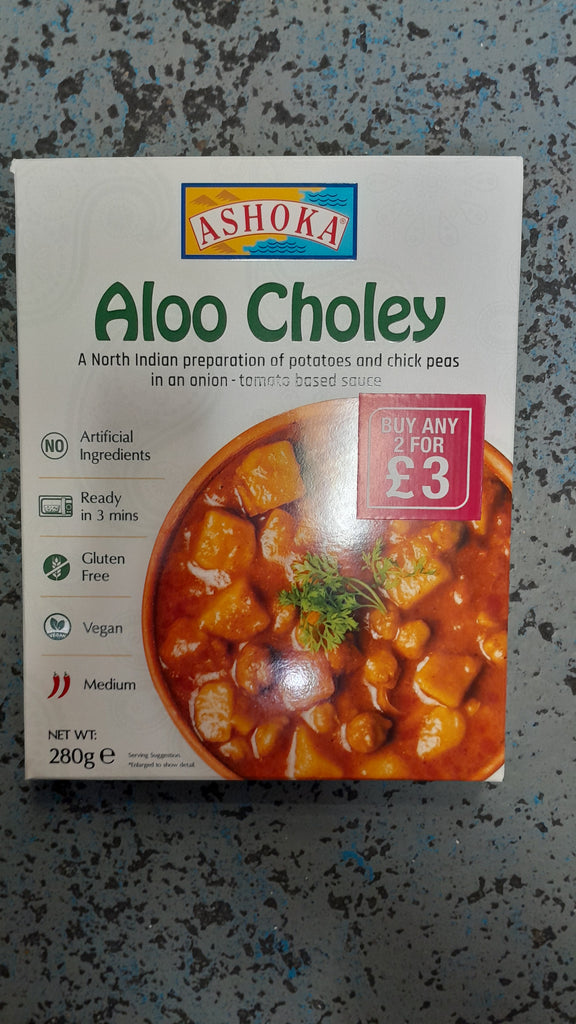 ASHOKA®
Aloo Choley
A North Indian preparation of potatoes and chick peas
in an onion - tomato based sauce
BUY ANY
2 FOR
£3
NO
Artificial
Ingredients
Ready
in 3 mins
Gluten
Free
VEGAN
Vegan
Medium
NET WT:
280g e
Serving Suggestion.
*Enlarged to show detail.